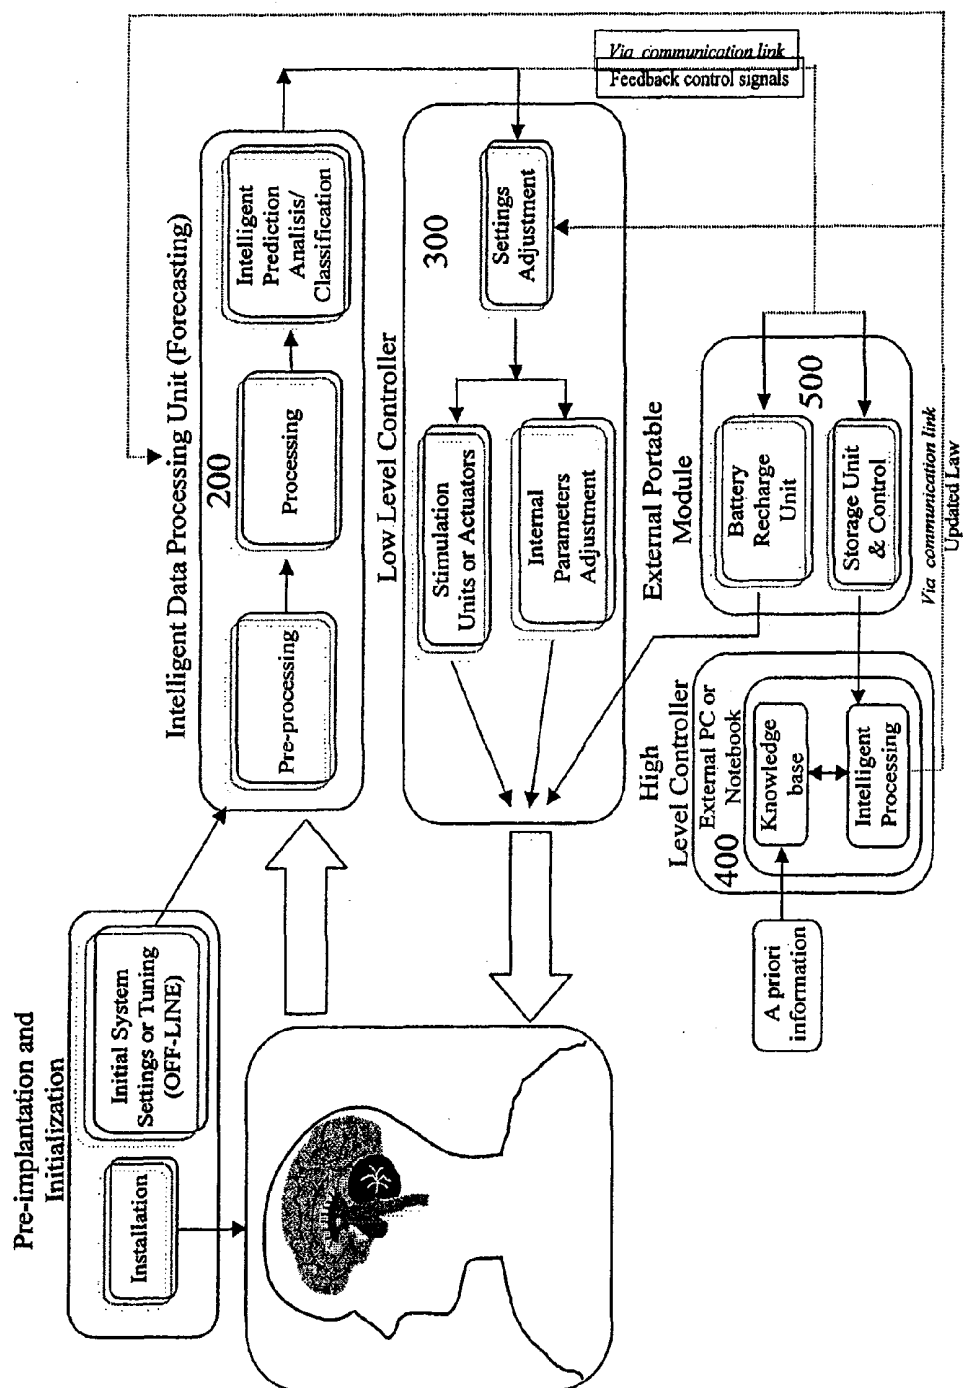 Pre-implantation and
Initialization
Installation
Initial System
Settings or Tuning
(OFF-LINE)
Intelligent Data Processing Unit (Forecasting)
200
Pre-processing
Processing
Intelligent
Prediction
Analisis/
Classification
Low Level Controller
300
Stimulation
Units or Actuators
Internal
Parameters
Adjustment
Settings
Adjustment
Via communication link
Feedback control signals
External Portable
Module
500
Battery
Recharge
Unit
Storage Unit
& Control
High
Level Controller
External PC or
Notebook
400
Knowledge
base
Intelligent
Processing
A priori
information
Via communication link
Updated Law